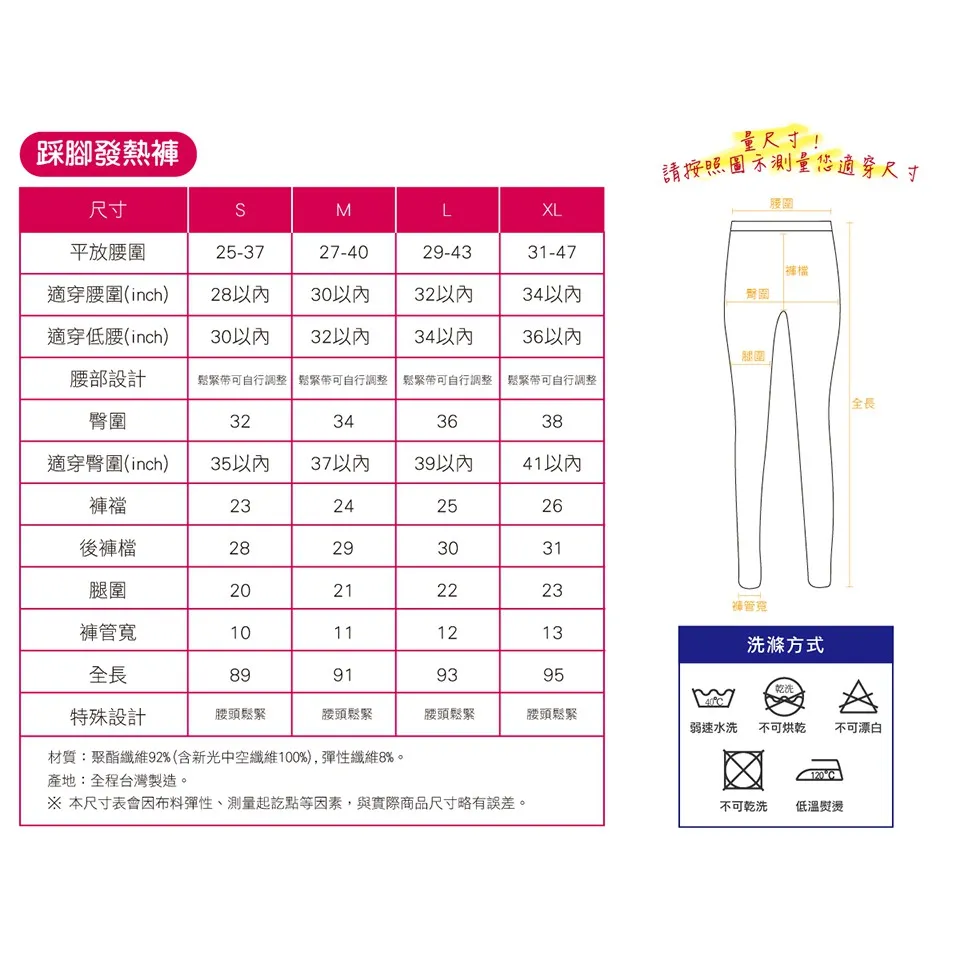 踩腳發熱褲
尺寸 S M L XL
平放腰圍 25-37 27-40 29-43 31-47
適穿腰圍(inch) 28以內 30以內 32以內 34以內
適穿低腰(inch) 30以內 32以內 34以內 36以內
腰部設計 鬆緊帶可自行調整 鬆緊帶可自行調整 鬆緊帶可自行調整 鬆緊帶可自行調整
臀圍 32 34 36 38
適穿臀圍(inch) 35以內 37以內 39以內 41以內
褲襠 23 24 25 26
後褲檔 28 29 30 31
腿圍 20 21 22 23
褲管寬 10 11 12 13
全長 89 91 93 95
特殊設計 腰頭鬆緊 腰頭鬆緊 腰頭鬆緊 腰頭鬆緊
材質：聚酯纖維92%(含新光中空纖維100%)，彈性纖維8%。
產地：全程台灣製造。
※ 本尺寸表會因布料彈性、測量起訖點等因素，與實際商品尺寸略有誤差。
量尺寸！
請按照圖示測量您適穿尺寸
腰圍
褲檔
臀圍
腿圍
全長
褲管寬
洗滌方式
40°C 乾洗
弱速水洗 不可烘乾 不可漂白
120°C
不可乾洗 低溫熨燙